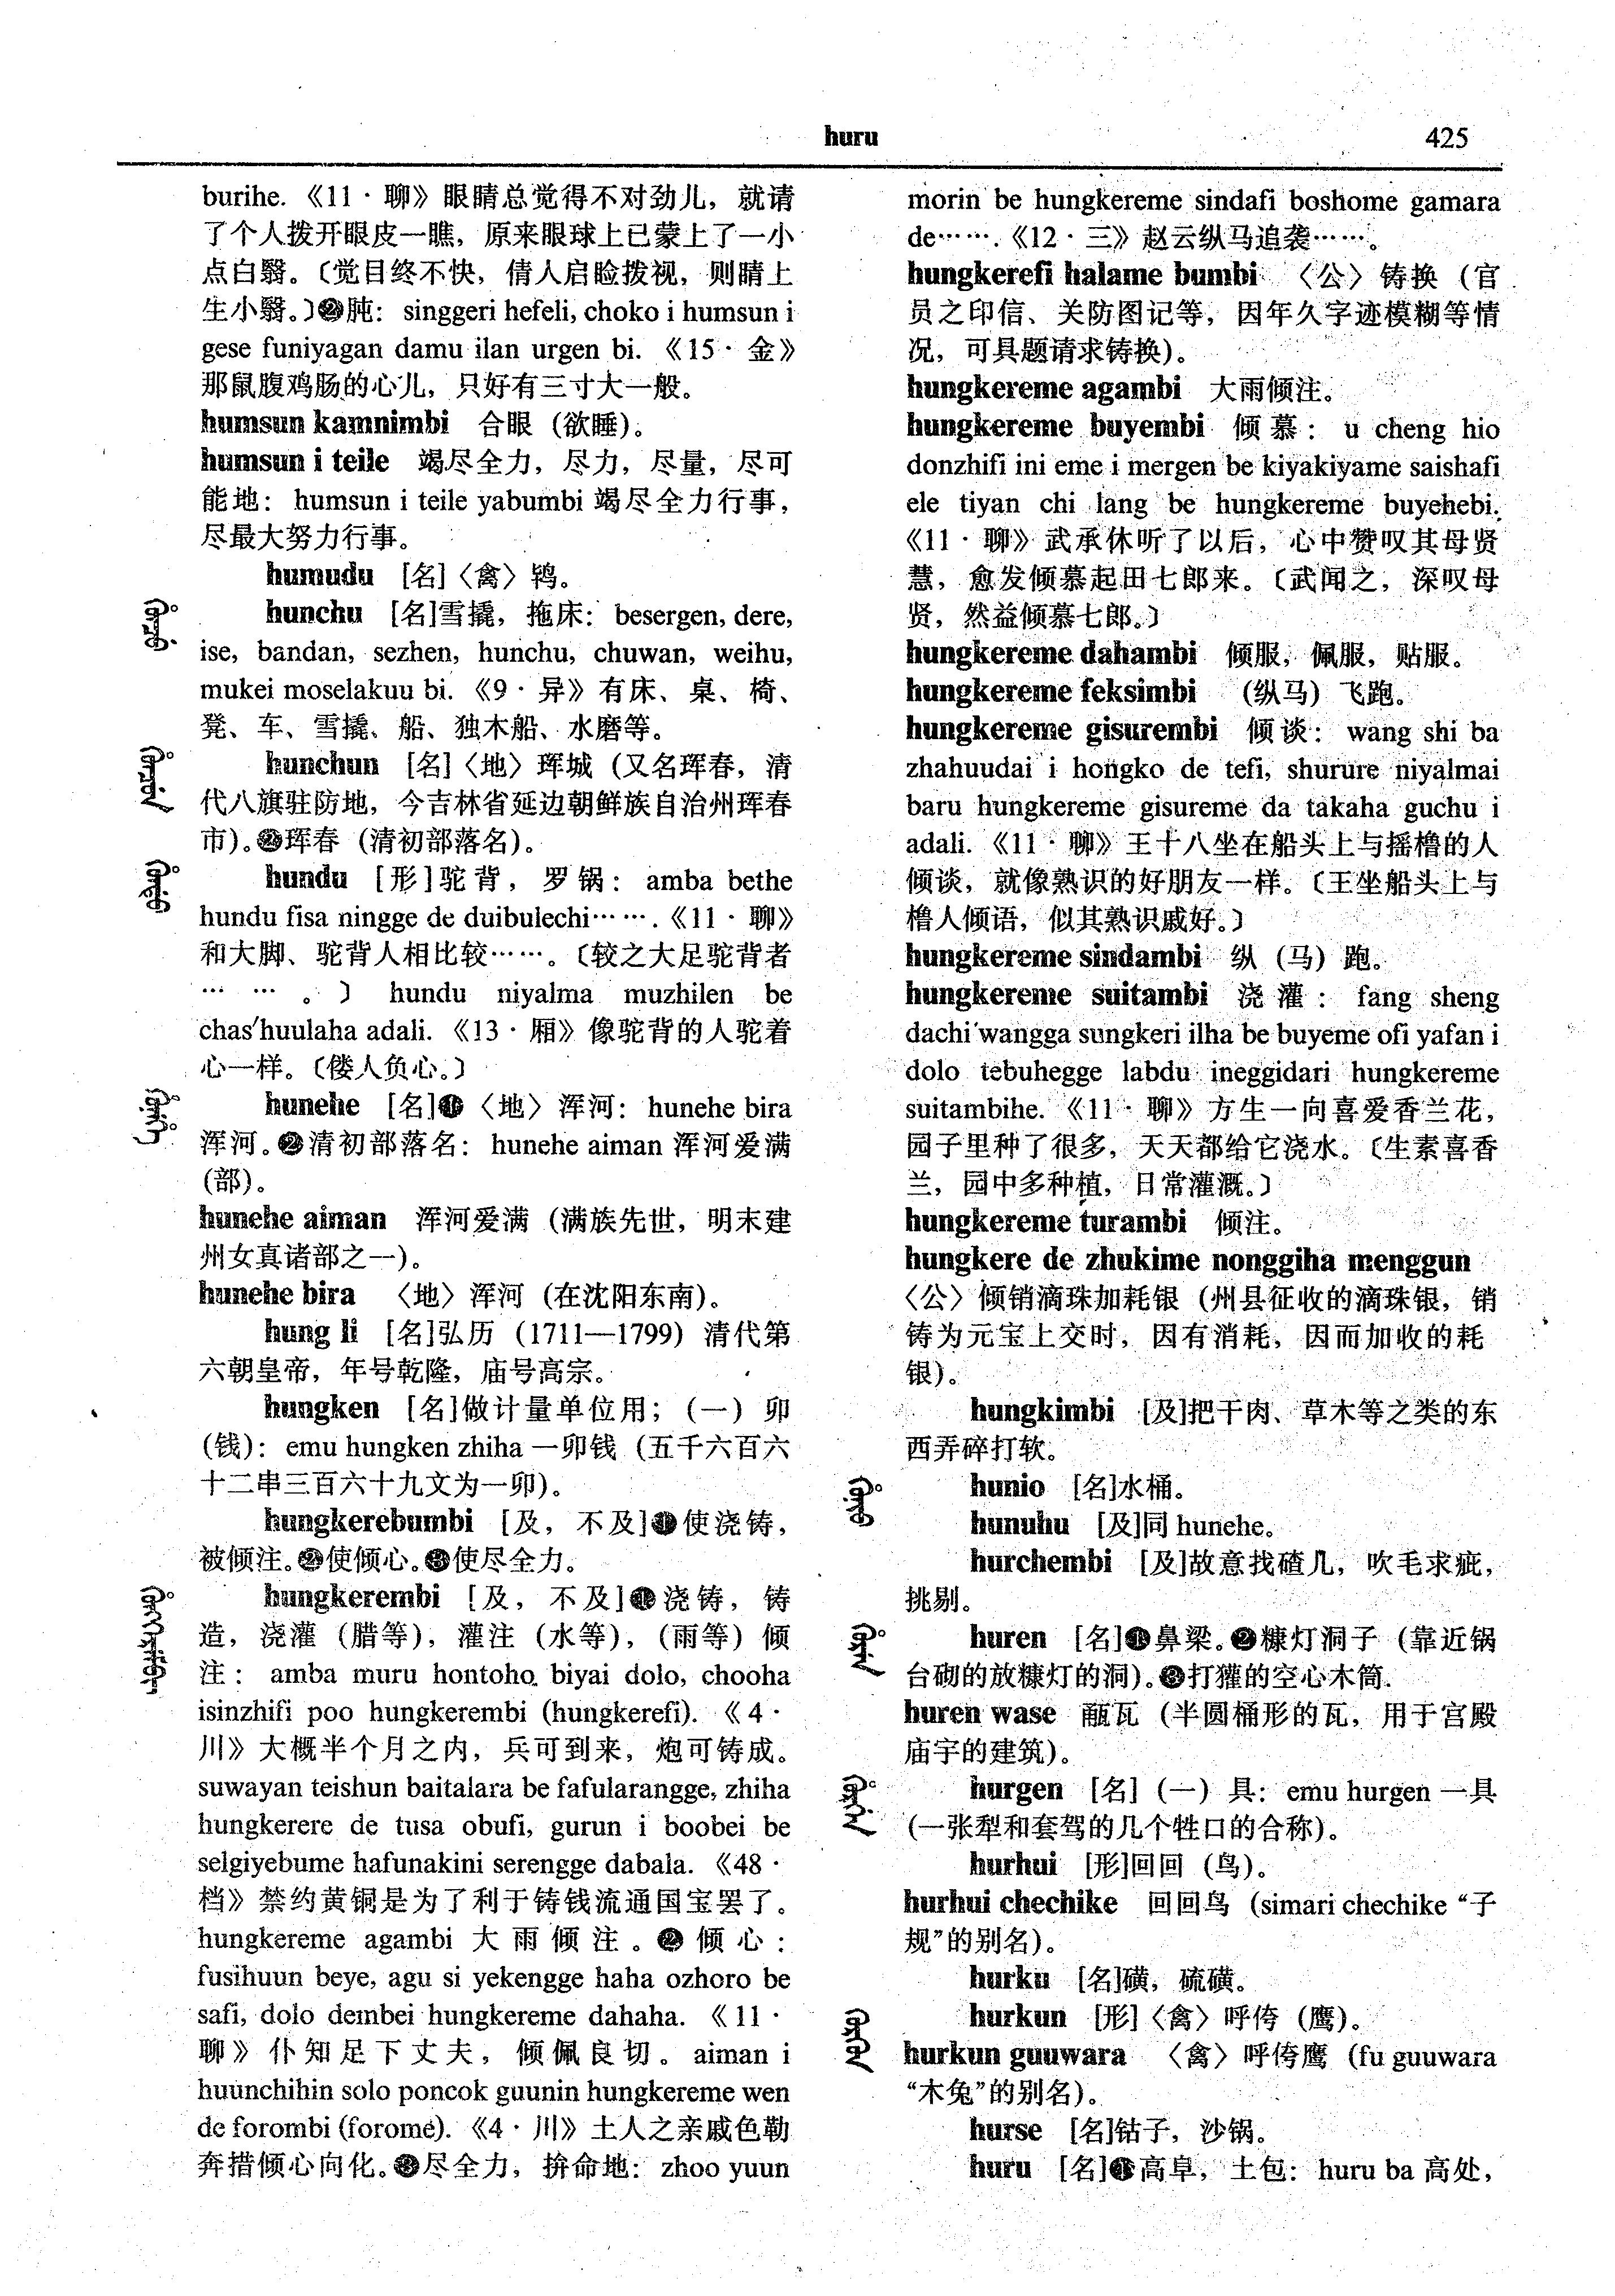 huru
425
burihe. 《11·聊》眼睛总觉得不对劲儿，就请
了个人拨开眼皮一瞧，原来眼球上已蒙上了一小
点白翳。〔觉目终不快，倩人启睑拨视，则睛上
生小翳。〕❷肫：singgeri hefeli, choko i humsun i
gese funiyagan damu ilan urgen bi. 《15·金》
那鼠腹鸡肠的心儿，只好有三寸大一般。
humsun kamnimbi 合眼（欲睡）。
humsun i teile 竭尽全力，尽力，尽量，尽可
能地：humsun i teile yabumbi 竭尽全力行事，
尽最大努力行事。
humudu [名]〈禽〉鸨。
hunchu [名]雪撬，拖床：besergen, dere,
ise, bandan, sezhen, hunchu, chuwan, weihu,
mukei moselakuu bi. 《9·异》有床、桌、椅、
凳、车、雪撬、船、独木船、水磨等。
hunchun [名]〈地〉珲城（又名珲春，清
代八旗驻防地，今吉林省延边朝鲜族自治州珲春
市）。❷珲春（清初部落名）。
hundu [形]驼背，罗锅：amba bethe
hundu fisa ningge de duibulechi……. 《11·聊》
和大脚、驼背人相比较……。〔较之大足驼背者
……。〕 hundu niyalma muzhilen be
chas'huulaha adali. 《13·厢》像驼背的人驼着
心一样。〔偻人负心。〕
hunehe [名]❶〈地〉浑河：hunehe bira
浑河。❷清初部落名：hunehe aiman 浑河爱满
（部）。
hunehe aiman 浑河爱满（满族先世，明末建
州女真诸部之一）。
hunehe bira 〈地〉浑河（在沈阳东南）。
hung li [名]弘历（1711—1799）清代第
六朝皇帝，年号乾隆，庙号高宗。
hungken [名]做计量单位用；（一）卯
（钱）：emu hungken zhiha 一卯钱（五千六百六
十二串三百六十九文为一卯）。
hungkerebumbi [及，不及]❶使浇铸，
被倾注。❷使倾心。❸使尽全力。
hungkerembi [及，不及]❶浇铸，铸
造，浇灌（腊等），灌注（水等），（雨等）倾
注：amba muru hontoho biyai dolo, chooha
isinzhifi poo hungkerembi (hungkerefi). 《4·
川》大概半个月之内，兵可到来，炮可铸成。
suwayan teishun baitalara be fafularangge, zhiha
hungkerere de tusa obufi, gurun i boobei be
selgiyebume hafunakini serengge dabala. 《48·
档》禁约黄铜是为了利于铸钱流通国宝罢了。
hungkereme agambi 大雨倾注。❷倾心：
fusihuun beye, agu si yekengge haha ozhoro be
safi, dolo dembei hungkereme dahaha. 《11·
聊》仆知足下丈夫，倾佩良切。aiman i
huunchihin solo poncok guunin hungkereme wen
de forombi (forome). 《4·川》土人之亲戚色勒
奔措倾心向化。❸尽全力，拚命地：zhoo yuun
morin be hungkereme sindafi boshome gamara
de……. 《12·三》赵云纵马追袭……。
hungkerefi halame bumbi 〈公〉铸换（官
员之印信、关防图记等，因年久字迹模糊等情
况，可具题请求铸换）。
hungkereme agambi 大雨倾注。
hungkereme buyembi 倾慕：u cheng hio
donzhifi ini eme i mergen be kiyakiyame saishafi
ele tiyan chi lang be hungkereme buyehebi.
《11·聊》武承休听了以后，心中赞叹其母贤
慧，愈发倾慕起田七郎来。〔武闻之，深叹母
贤，然益倾慕七郎。〕
hungkereme dahambi 倾服，佩服，贴服。
hungkereme feksimbi （纵马）飞跑。
hungkereme gisurembi 倾谈：wang shi ba
zhahuudai i hongko de tefi, shurure niyalmai
baru hungkereme gisureme da takaha guchu i
adali. 《11·聊》王十八坐在船头上与摇橹的人
倾谈，就像熟识的好朋友一样。〔王坐船头上与
橹人倾语，似其熟识戚好。〕
hungkereme sindambi 纵（马）跑。
hungkereme suitambi 浇灌：fang sheng
dachi wangga sungkeri ilha be buyeme ofi yafan i
dolo tebuhegge labdu ineggidari hungkereme
suitambihe. 《11·聊》方生一向喜爱香兰花，
园子里种了很多，天天都给它浇水。〔生素喜香
兰，园中多种植，日常灌溉。〕
hungkereme turambi 倾注。
hungkere de zhukime nonggiha menggun
〈公〉倾销滴珠加耗银（州县征收的滴珠银，销
铸为元宝上交时，因有消耗，因而加收的耗
银）。
hungkimbi [及]把干肉、草木等之类的东
西弄碎打软。
hunio [名]水桶。
hunuhu [及]同 hunehe。
hurchembi [及]故意找碴儿，吹毛求疵，
挑剔。
huren [名]❶鼻梁。❷糠灯洞子（靠近锅
台砌的放糠灯的洞）。❸打獾的空心木筒.
huren wase 甋瓦（半圆桶形的瓦，用于宫殿
庙宇的建筑）。
hurgen [名]（一）具：emu hurgen 一具
（一张犁和套驾的几个牲口的合称）。
hurhui [形]回回（鸟）。
hurhui chechike 回回鸟（simari chechike “子
规”的别名）。
hurku [名]磺，硫磺。
hurkun [形]〈禽〉呼侉（鹰）。
hurkun guuwara 〈禽〉呼侉鹰（fu guuwara
“木兔”的别名）。
hurse [名]钴子，沙锅。
huru [名]❶高阜，土包：huru ba 高处，